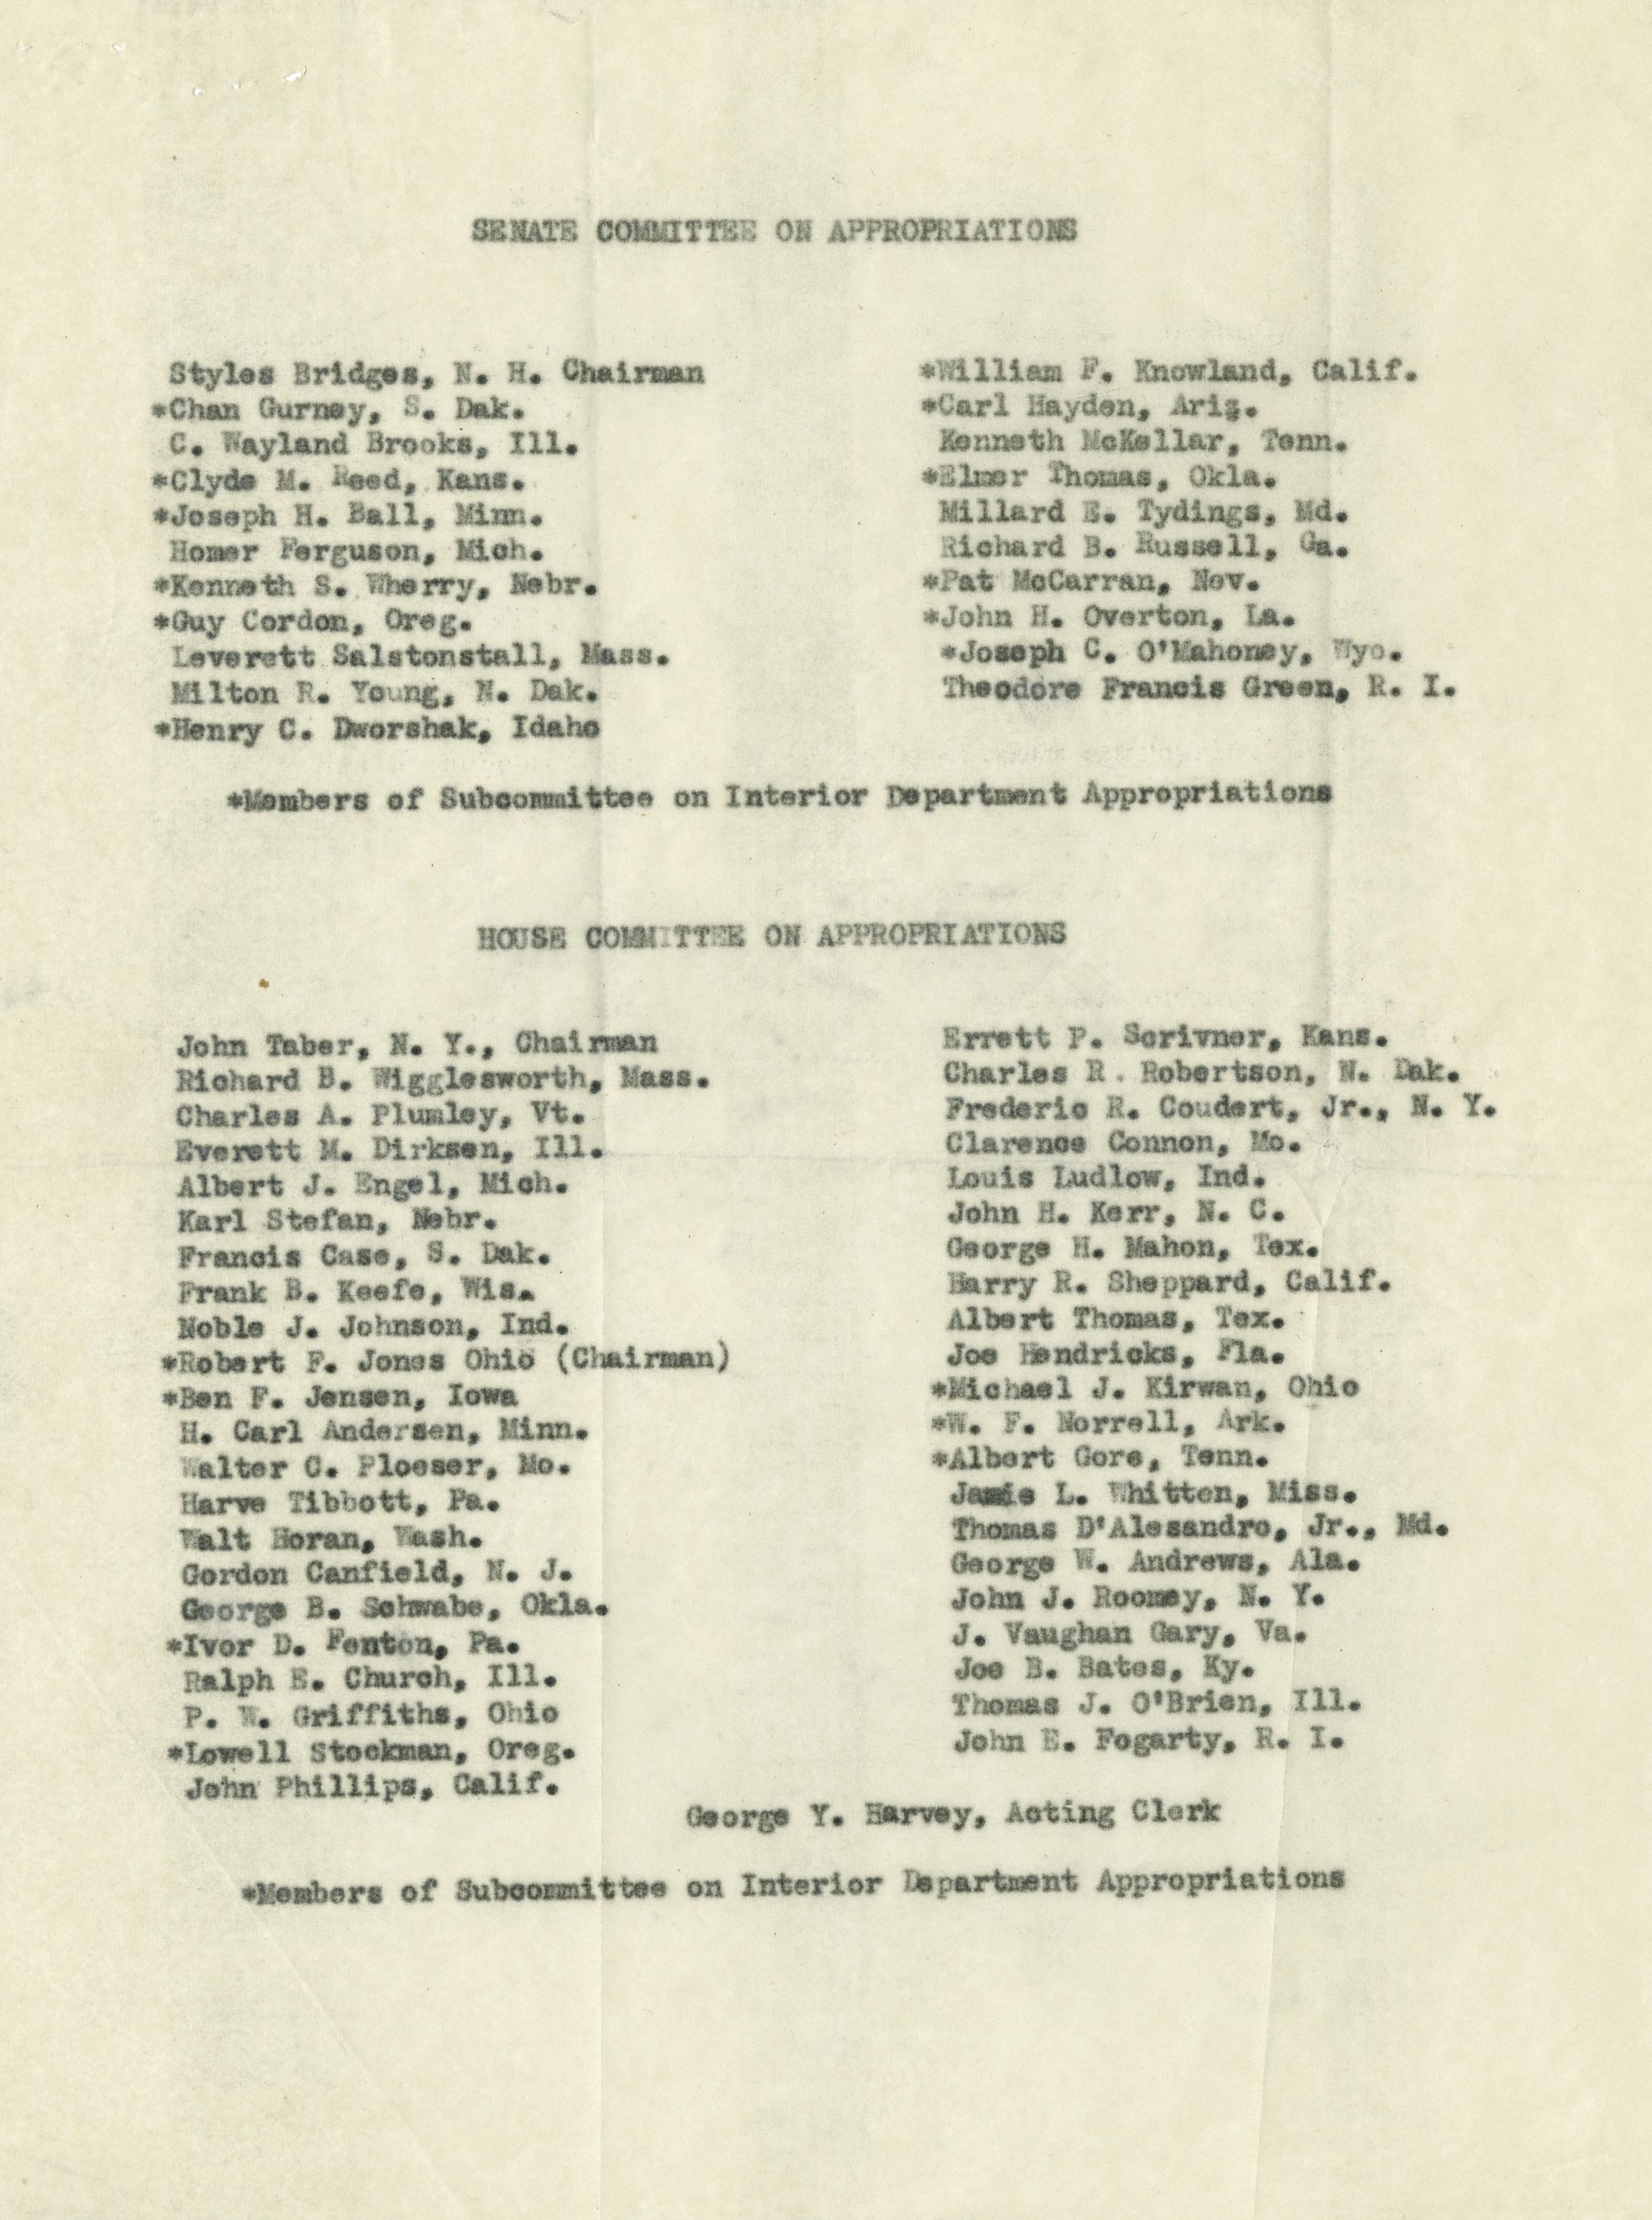 SENATE COMMITTEE ON APPROPRIATIONS
Styles Bridges, N. H. Chairman
*Chan Gurney, S. Dak.
C. Wayland Brooks, Ill.
*Clyde M. Reed, Kans.
*Joseph H. Ball, Minn.
Homer Ferguson, Mich.
*Kenneth S. Wherry, Nebr.
*Guy Cordon, Oreg.
Leverett Salstonstall, Mass.
Milton R. Young, N. Dak.
*Henry C. Dworshak, Idaho
*William F. Knowland, Calif.
*Carl Hayden, Ariz.
Kenneth McKellar, Tenn.
*Elmer Thomas, Okla.
Millard E. Tydings, Md.
Richard B. Russell, Ga.
*Pat McCarran, Nev.
*John H. Overton, La.
*Joseph C. O'Mahoney, Wyo.
Theodore Francis Green, R. I.
*Members of Subcommittee on Interior Department Appropriations
HOUSE COMMITTEE ON APPROPRIATIONS
John Taber, N. Y., Chairman
Richard B. Wigglesworth, Mass.
Charles A. Plumley, Vt.
Everett M. Dirksen, Ill.
Albert J. Engel, Mich.
Karl Stefan, Nebr.
Francis Case, S. Dak.
Frank B. Keefe, Wis.
Noble J. Johnson, Ind.
*Robert F. Jones Ohio (Chairman)
*Ben F. Jensen, Iowa
H. Carl Andersen, Minn.
Walter C. Ploeser, Mo.
Harve Tibbott, Pa.
Walt Horan, Wash.
Gordon Canfield, N. J.
George B. Schwabe, Okla.
*Ivor D. Fenton, Pa.
Ralph E. Church, Ill.
P. W. Griffiths, Ohio
*Lowell Stockman, Oreg.
John Phillips, Calif.
Errett P. Scrivner, Kans.
Charles R. Robertson, N. Dak.
Frederic R. Coudert, Jr., N. Y.
Clarence Connon, Mo.
Louis Ludlow, Ind.
John H. Kerr, N. C.
George H. Mahon, Tex.
Harry R. Sheppard, Calif.
Albert Thomas, Tex.
Joe Hendricks, Fla.
*Michael J. Kirwan, Ohio
*W. F. Norrell, Ark.
*Albert Gore, Tenn.
Jamie L. Whitten, Miss.
Thomas D'Alesandro, Jr., Md.
George W. Andrews, Ala.
John J. Rooney, N. Y.
J. Vaughan Gary, Va.
Joe B. Bates, Ky.
Thomas J. O'Brien, Ill.
John E. Fogarty, R. I.
George Y. Harvey, Acting Clerk
*Members of Subcommittee on Interior Department Appropriations